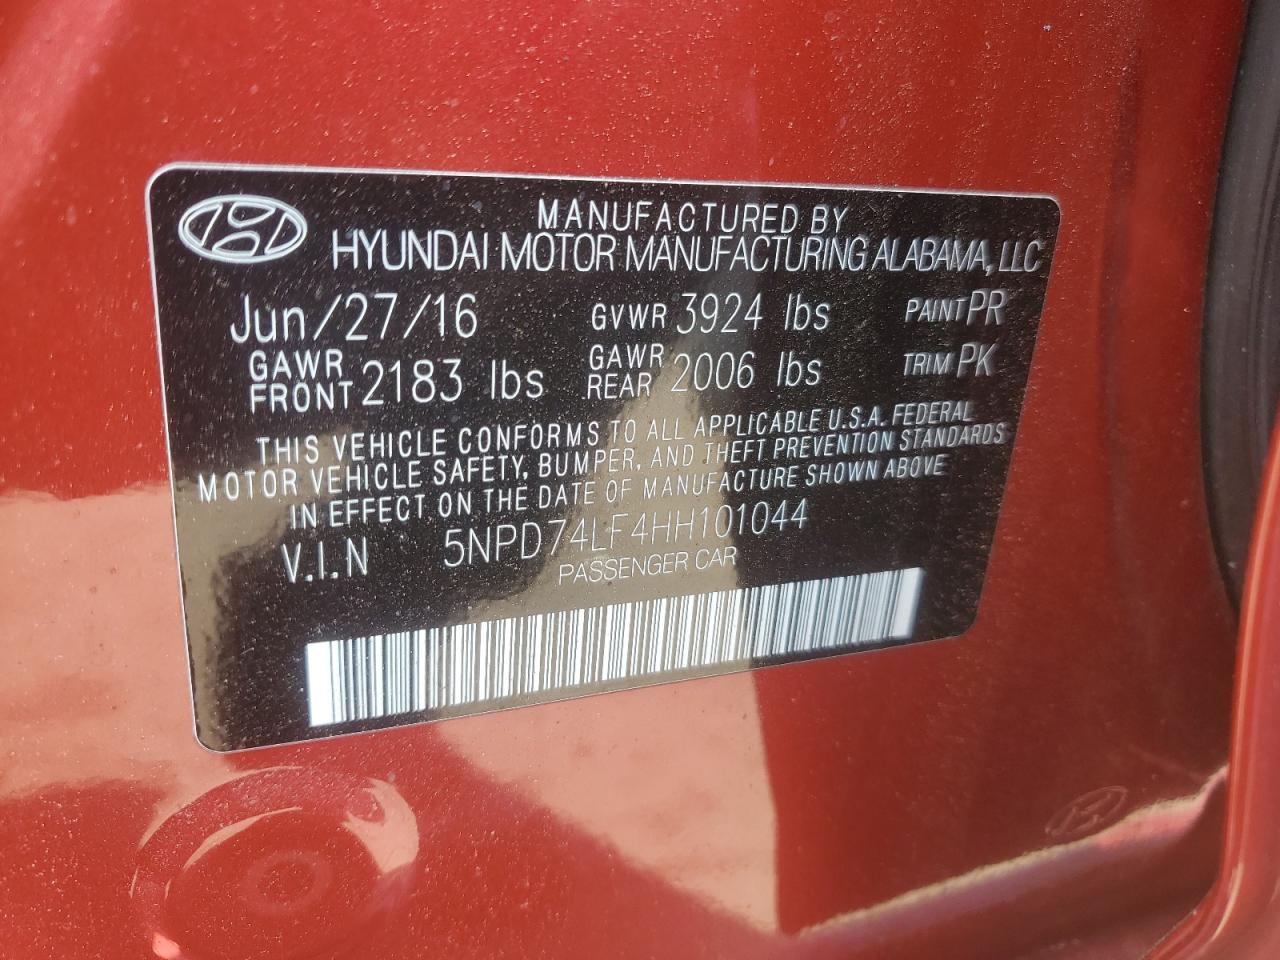 MANUFACTURED BY
HYUNDAI MOTOR MANUFACTURING ALABAMA, LLC
Jun/27/16 GVWR 3924 lbs PAINT PR
GAWR FRONT 2183 lbs GAWR REAR 2006 lbs TRIM PK
THIS VEHICLE CONFORMS TO ALL APPLICABLE U.S.A. FEDERAL
MOTOR VEHICLE SAFETY, BUMPER, AND THEFT PREVENTION STANDARDS
IN EFFECT ON THE DATE OF MANUFACTURE SHOWN ABOVE
V.I.N 5NPD74LF4HH101044
PASSENGER CAR